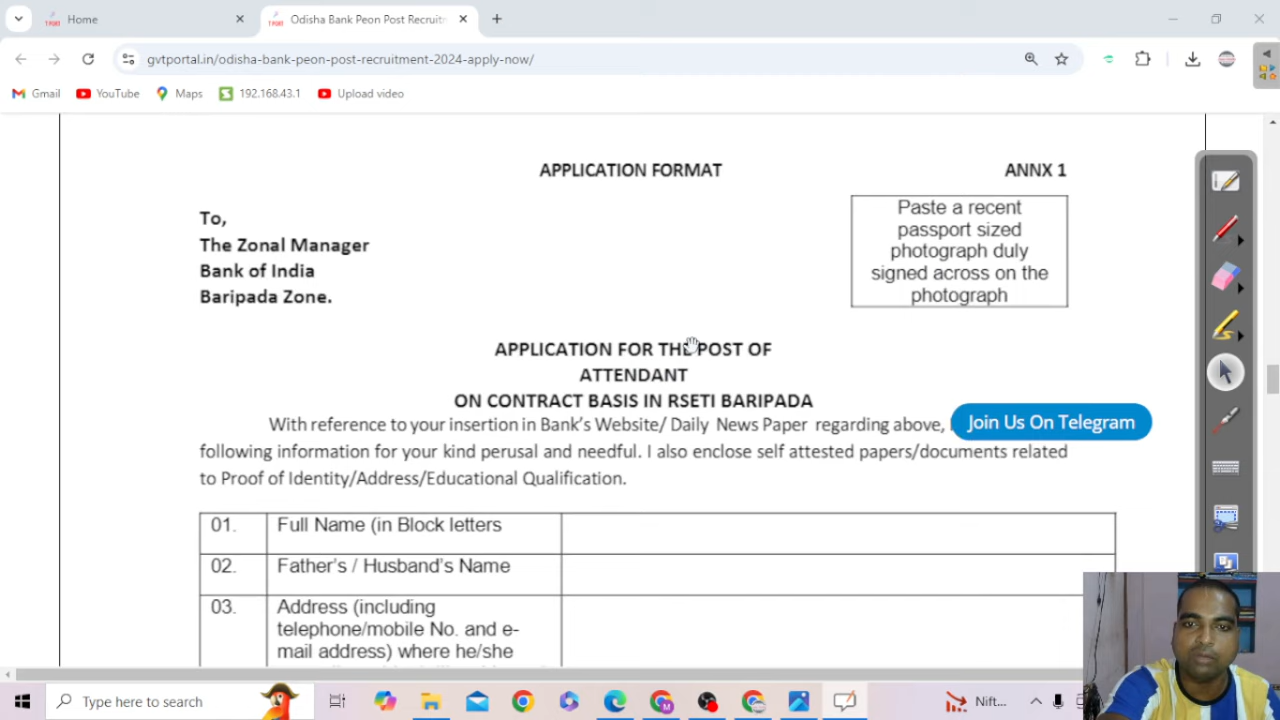 Home
Odisha Bank Peon Post Recruitm
gvtportal.in/odisha-bank-peon-post-recruitment-2024-apply-now/
Gmail YouTube Maps 192.168.43.1 Upload video
APPLICATION FORMAT ANNX 1
Paste a recent
passport sized
photograph duly
signed across on the
photograph
To,
The Zonal Manager
Bank of India
Baripada Zone.
APPLICATION FOR THE POST OF
ATTENDANT
ON CONTRACT BASIS IN RSETI BARIPADA
With reference to your insertion in Bank's Website/ Daily News Paper regarding above,
Join Us On Telegram
following information for your kind perusal and needful. I also enclose self attested papers/documents related
to Proof of Identity/Address/Educational Qualification.
01. Full Name (in Block letters
02. Father's / Husband's Name
03. Address (including
telephone/mobile No. and e-
mail address) where he/she
Type here to search
Nift...